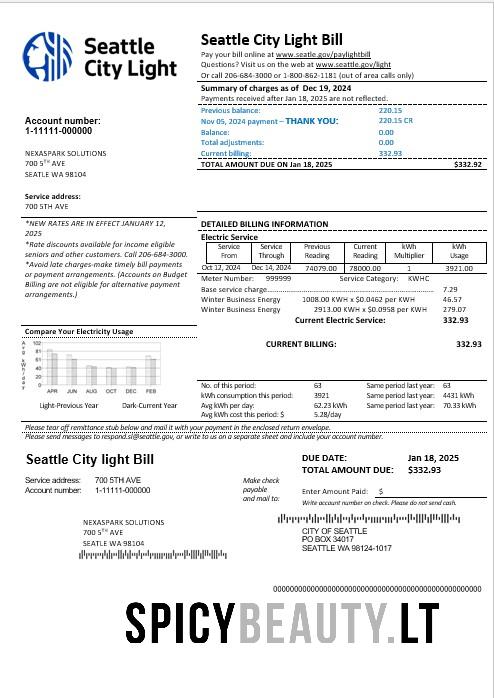 Seattle
City Light
Seattle City Light Bill
Pay your bill online at www.seattle.gov/paylightbill
Questions? Visit us on the web at www.seattle.gov/light
Or call 206-684-3000 or 1-800-862-1181 (out of area calls only)
Summary of charges as of Dec 19, 2024
Payments received after Jan 18, 2025 are not reflected.
Previous balance: 220.15
Nov 05, 2024 payment – THANK YOU: 220.15 CR
Balance: 0.00
Total adjustments: 0.00
Current billing: 332.93
TOTAL AMOUNT DUE ON Jan 18, 2025 $332.92
Account number:
1-11111-000000
NEXASPARK SOLUTIONS
700 5TH AVE
SEATLE WA 98104
Service address:
700 5TH AVE
*NEW RATES ARE IN EFFECT JANUARY 12,
2025
*Rate discounts available for income eligible
seniors and other customers. Call 206-684-3000.
*Avoid late charges-make timely bill payments
or payment arrangements. (Accounts on Budget
Billing are not eligible for alternative payment
arrangements.)
DETAILED BILLING INFORMATION
Electric Service
Service From Service Through Previous Reading Current Reading kWh Multiplier kWh Usage
Oct 12, 2024 Dec 14, 2024 74079.00 78000.00 1 3921.00
Meter Number: 999999 Service Category: KWHC
Base service charge 7.29
Winter Business Energy 1008.00 KWH x $0.0462 per KWH 46.57
Winter Business Energy 2913.00 KWH x $0.0958 per KWH 279.07
Current Electric Service: 332.93
CURRENT BILLING: 332.93
Compare Your Electricity Usage
Avg kWh/day
102
81
61
41
20
0
APR JUN AUG OCT DEC FEB
Light-Previous Year Dark-Current Year
No. of this period: 63 Same period last year: 63
kWh consumption this period: 3921 Same period last year: 4431 kWh
Avg kWh per day: 62.23 kWh Same period last year: 70.33 kWh
Avg kWh cost this period: $ 5.28/day
Please tear off remittance stub below and mail it with your payment in the enclosed return envelope.
Please send messages to respond.sl@seattle.gov, or write to us on a separate sheet and include your account number.
Seattle City light Bill
Service address: 700 5TH AVE
Account number: 1-11111-000000
Make check
payable
and mail to:
DUE DATE: Jan 18, 2025
TOTAL AMOUNT DUE: $332.93
Enter Amount Paid: $
Write account number on check. Please do not send cash.
NEXASPARK SOLUTIONS
700 5TH AVE
SEATLE WA 98104
CITY OF SEATTLE
PO BOX 34017
SEATTLE WA 98124-1017
SPICYBEAUTY.LT